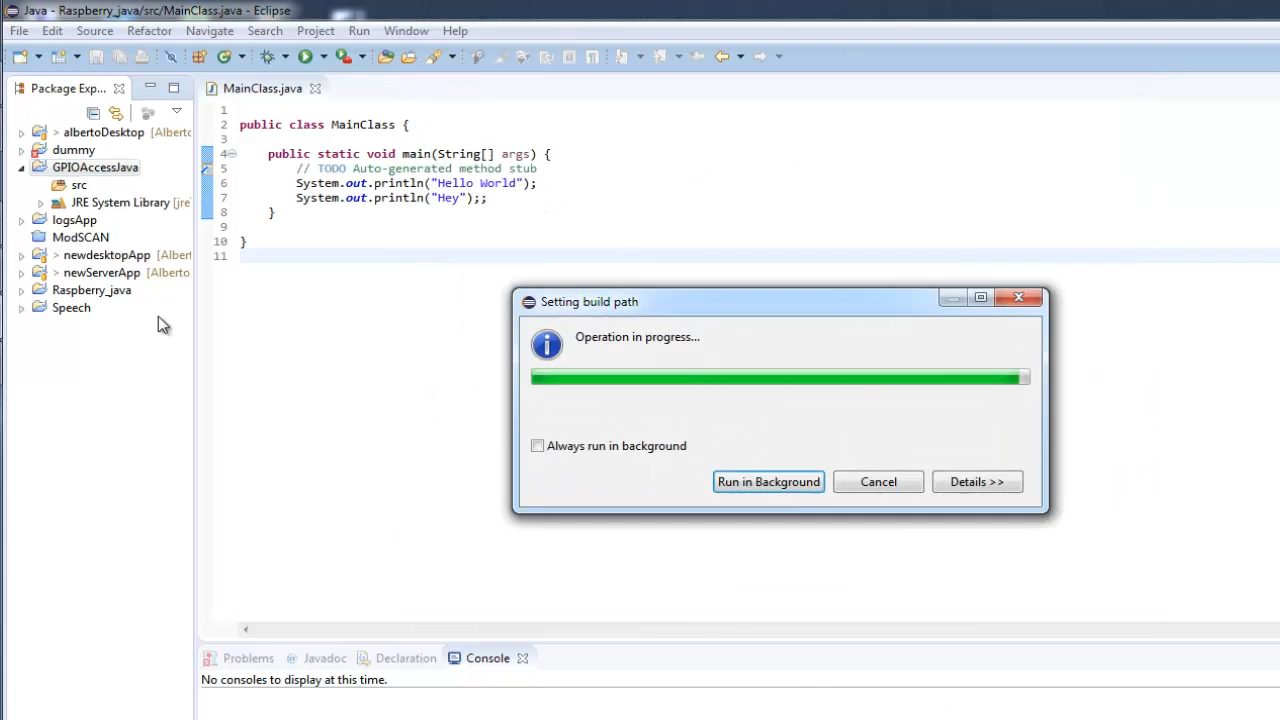 Java - Raspberry_java/src/MainClass.java - Eclipse
File Edit Source Refactor Navigate Search Project Run Window Help
Package Exp...
MainClass.java
> albertoDesktop [Alberto
dummy
GPIOAccessJava
src
JRE System Library [jre
logsApp
ModSCAN
> newdesktopApp [Albert
> newServerApp [Alberto
Raspberry_java
Speech
1
2 public class MainClass {
3
4 public static void main(String[] args) {
5 // TODO Auto-generated method stub
6 System.out.println("Hello World");
7 System.out.println("Hey");;
8 }
9
10 }
11
Setting build path
Operation in progress...
Always run in background
Run in Background Cancel Details >>
Problems @ Javadoc Declaration Console
No consoles to display at this time.